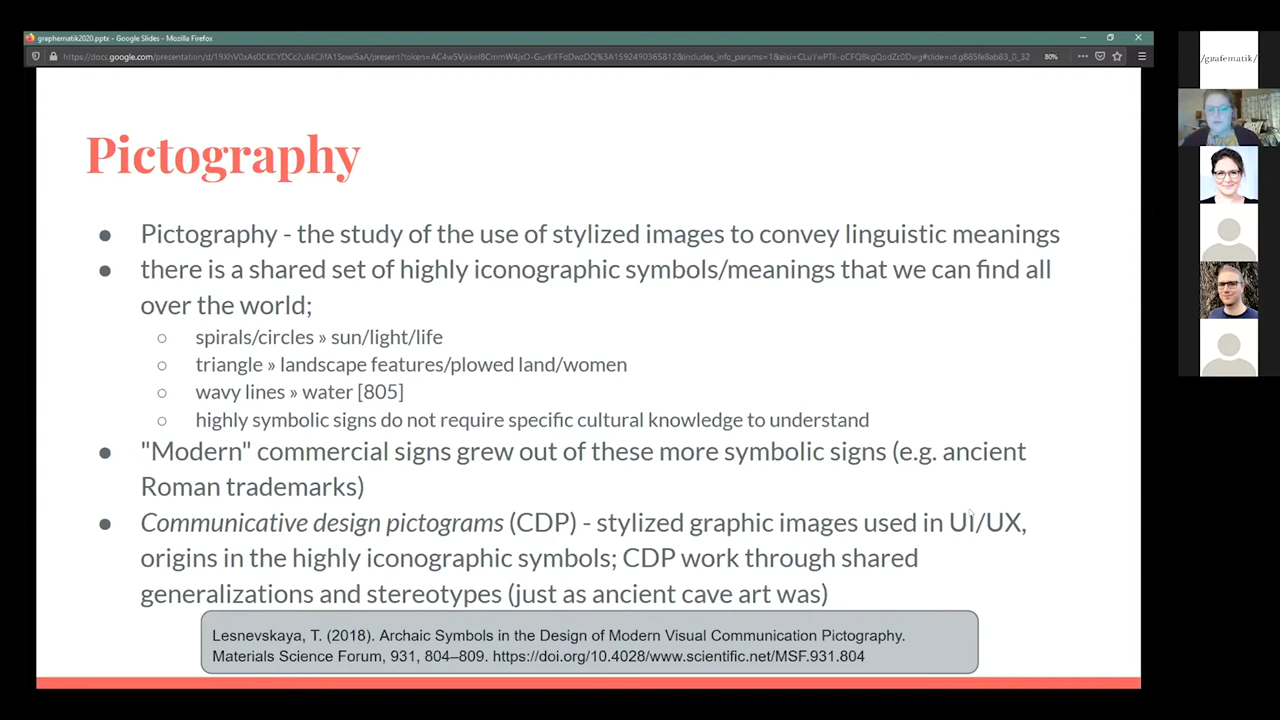 graphematik2020.pptx - Google Slides - Mozilla Firefox
80%
/grafematik/
Pictography
● Pictography - the study of the use of stylized images to convey linguistic meanings
● there is a shared set of highly iconographic symbols/meanings that we can find all
over the world;
○ spirals/circles » sun/light/life
○ triangle » landscape features/plowed land/women
○ wavy lines » water [805]
○ highly symbolic signs do not require specific cultural knowledge to understand
● "Modern" commercial signs grew out of these more symbolic signs (e.g. ancient
Roman trademarks)
● Communicative design pictograms (CDP) - stylized graphic images used in UI/UX,
origins in the highly iconographic symbols; CDP work through shared
generalizations and stereotypes (just as ancient cave art was)
Lesnevskaya, T. (2018). Archaic Symbols in the Design of Modern Visual Communication Pictography.
Materials Science Forum, 931, 804–809. https://doi.org/10.4028/www.scientific.net/MSF.931.804